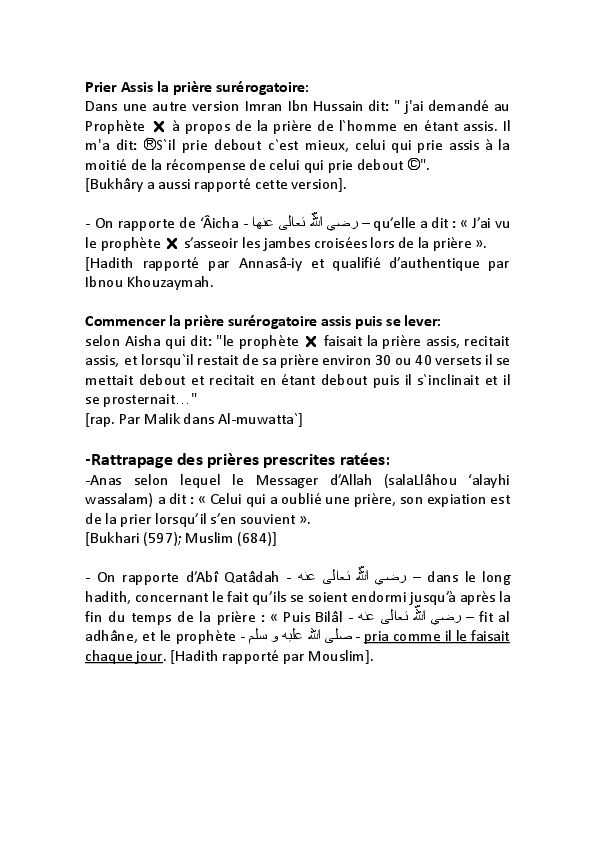 Prier Assis la prière surérogatoire:
Dans une autre version Imran Ibn Hussain dit: " j'ai demandé au
Prophète ✖ à propos de la prière de l`homme en étant assis. Il
m'a dit: ®S`il prie debout c`est mieux, celui qui prie assis à la
moitié de la récompense de celui qui prie debout ©".
[Bukhâry a aussi rapporté cette version].
- On rapporte de ‘Âicha - رضي الله تعالى عنها – qu’elle a dit : « J’ai vu
le prophète ✖ s’asseoir les jambes croisées lors de la prière ».
[Hadith rapporté par Annasâ-iy et qualifié d’authentique par
Ibnou Khouzaymah.
Commencer la prière surérogatoire assis puis se lever:
selon Aisha qui dit: "le prophète ✖ faisait la prière assis, recitait
assis, et lorsqu`il restait de sa prière environ 30 ou 40 versets il se
mettait debout et recitait en étant debout puis il s`inclinait et il
se prosternait…"
[rap. Par Malik dans Al-muwatta`]
-Rattrapage des prières prescrites ratées:
-Anas selon lequel le Messager d’Allah (salaLlâhou ‘alayhi
wassalam) a dit : « Celui qui a oublié une prière, son expiation est
de la prier lorsqu’il s’en souvient ».
[Bukhari (597); Muslim (684)]
- On rapporte d’Abî Qatâdah - رضي الله تعالى عنه – dans le long
hadith, concernant le fait qu’ils se soient endormi jusqu’à après la
fin du temps de la prière : « Puis Bilâl - رضي الله تعالى عنه – fit al
adhâne, et le prophète - صلى الله عليه و سلم - pria comme il le faisait
chaque jour. [Hadith rapporté par Mouslim].